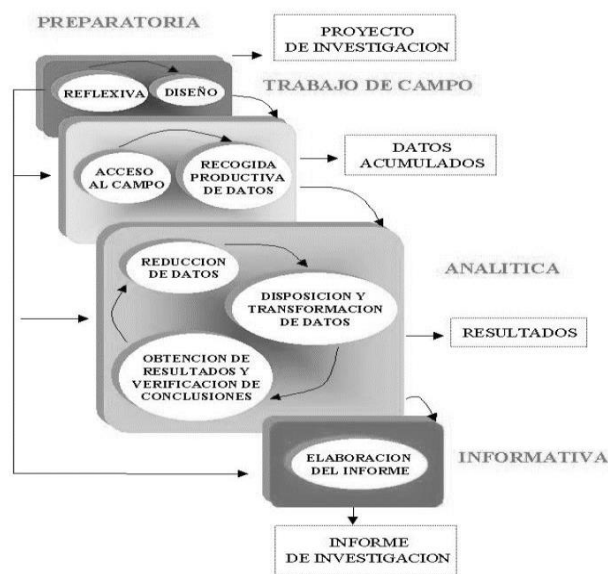 PREPARATORIA
PROYECTO
DE INVESTIGACION
REFLEXIVA
DISEÑO
TRABAJO DE CAMPO
ACCESO
AL CAMPO
RECOGIDA
PRODUCTIVA
DE DATOS
DATOS
ACUMULADOS
REDUCCION
DE DATOS
ANALITICA
DISPOSICION Y
TRANSFORMACION
DE DATOS
RESULTADOS
OBTENCION DE
RESULTADOS Y
VERIFICACION DE
CONCLUSIONES
ELABORACION
DEL INFORME
INFORMATIVA
INFORME
DE INVESTIGACION